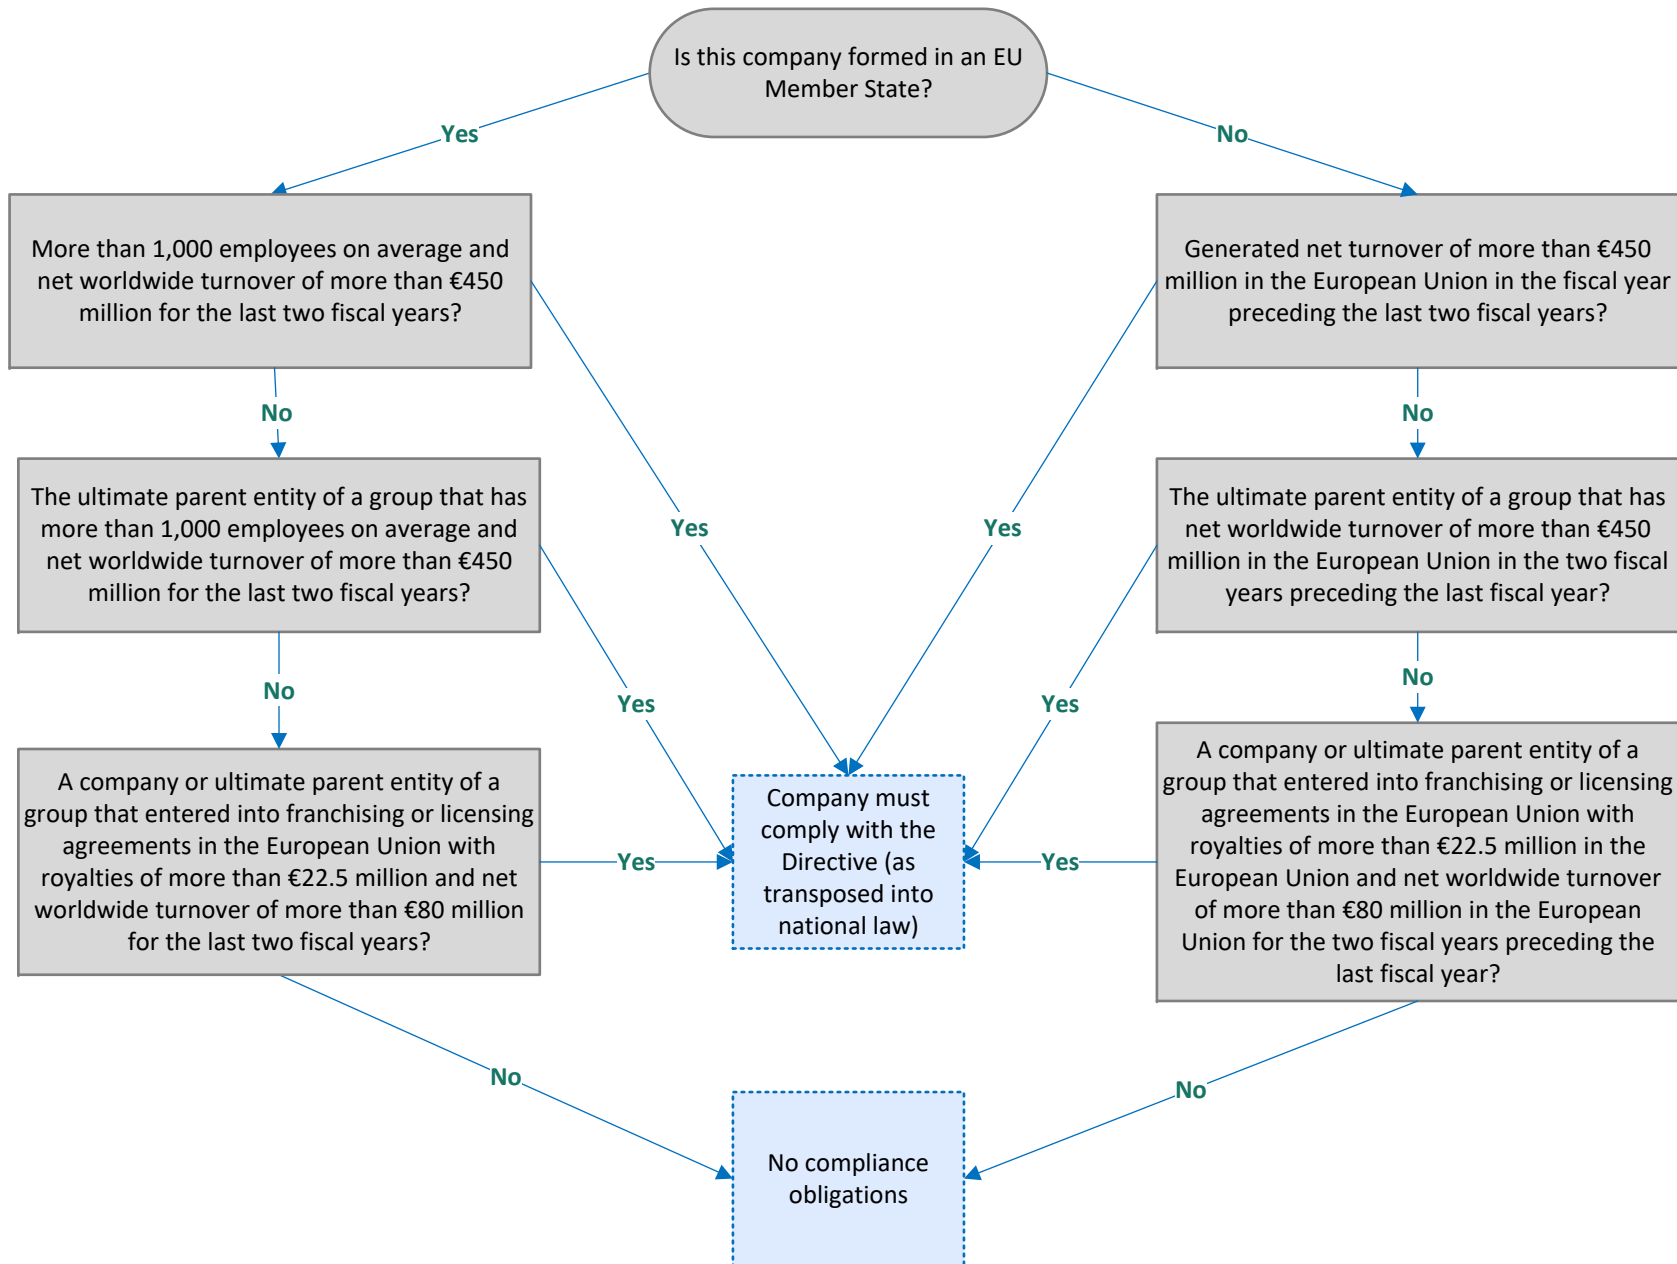 Is this company formed in an EU
Member State?
Yes
No
More than 1,000 employees on average and
net worldwide turnover of more than €450
million for the last two fiscal years?
Generated net turnover of more than €450
million in the European Union in the fiscal year
preceding the last two fiscal years?
No
No
The ultimate parent entity of a group that has
more than 1,000 employees on average and
net worldwide turnover of more than €450
million for the last two fiscal years?
Yes
Yes
The ultimate parent entity of a group that has
net worldwide turnover of more than €450
million in the European Union in the two fiscal
years preceding the last fiscal year?
No
Yes
Yes
No
A company or ultimate parent entity of a
group that entered into franchising or licensing
agreements in the European Union with
royalties of more than €22.5 million and net
worldwide turnover of more than €80 million
for the last two fiscal years?
Yes
Company must
comply with the
Directive (as
transposed into
national law)
Yes
A company or ultimate parent entity of a
group that entered into franchising or licensing
agreements in the European Union with
royalties of more than €22.5 million in the
European Union and net worldwide turnover
of more than €80 million in the European
Union for the two fiscal years preceding the
last fiscal year?
No
No
No compliance
obligations